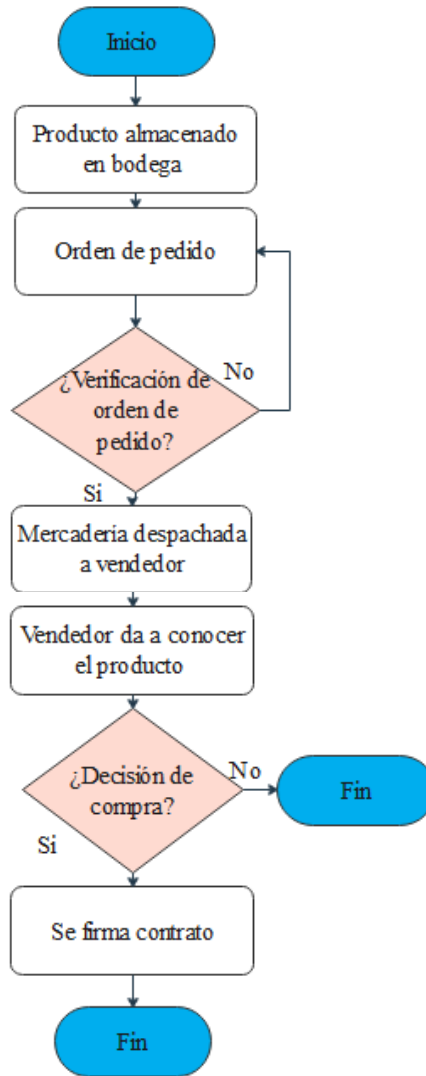 Inicio
Producto almacenado
en bodega
Orden de pedido
¿Verificación de
orden de
pedido?
No
Si
Mercadería despachada
a vendedor
Vendedor da a conocer
el producto
¿Decisión de
compra?
No
Fin
Si
Se firma contrato
Fin